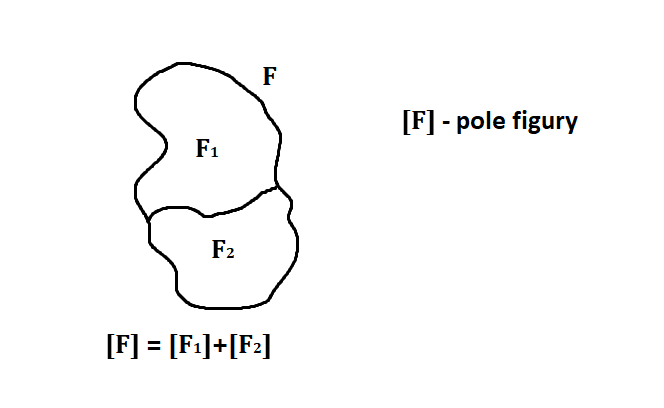 F
[F] - pole figury
F₁
F₂
[F] = [F₁]+[F₂]